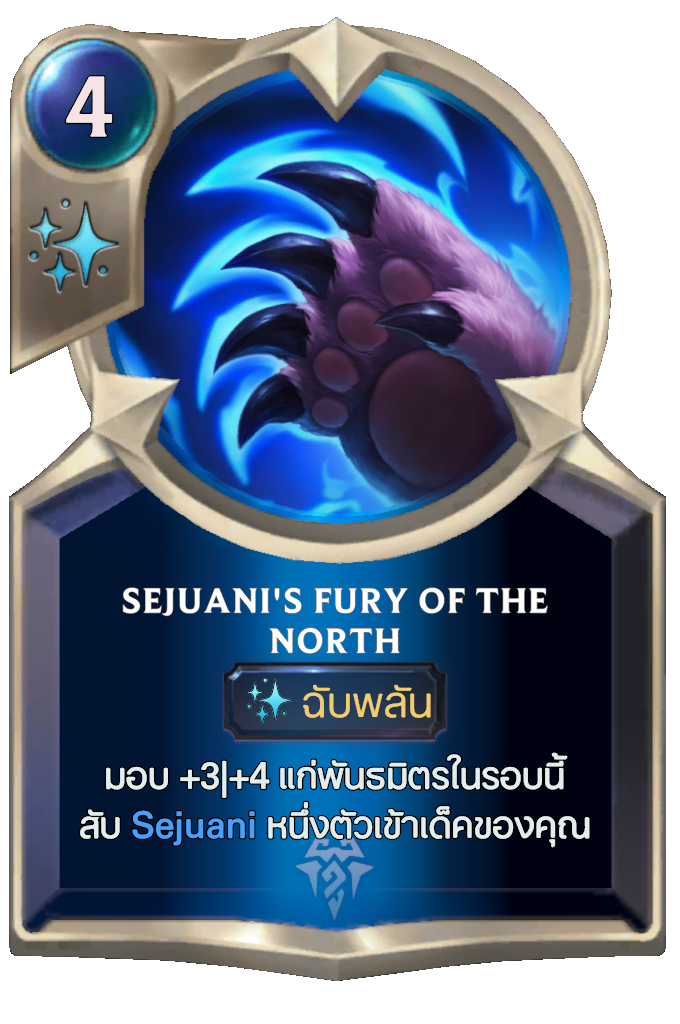 4
SEJUANI'S FURY OF THE
NORTH
ฉับพลัน
มอบ +3|+4 แก่พันธมิตรในรอบนี้
สับ Sejuani หนึ่งตัวเข้าเด็คของคุณ